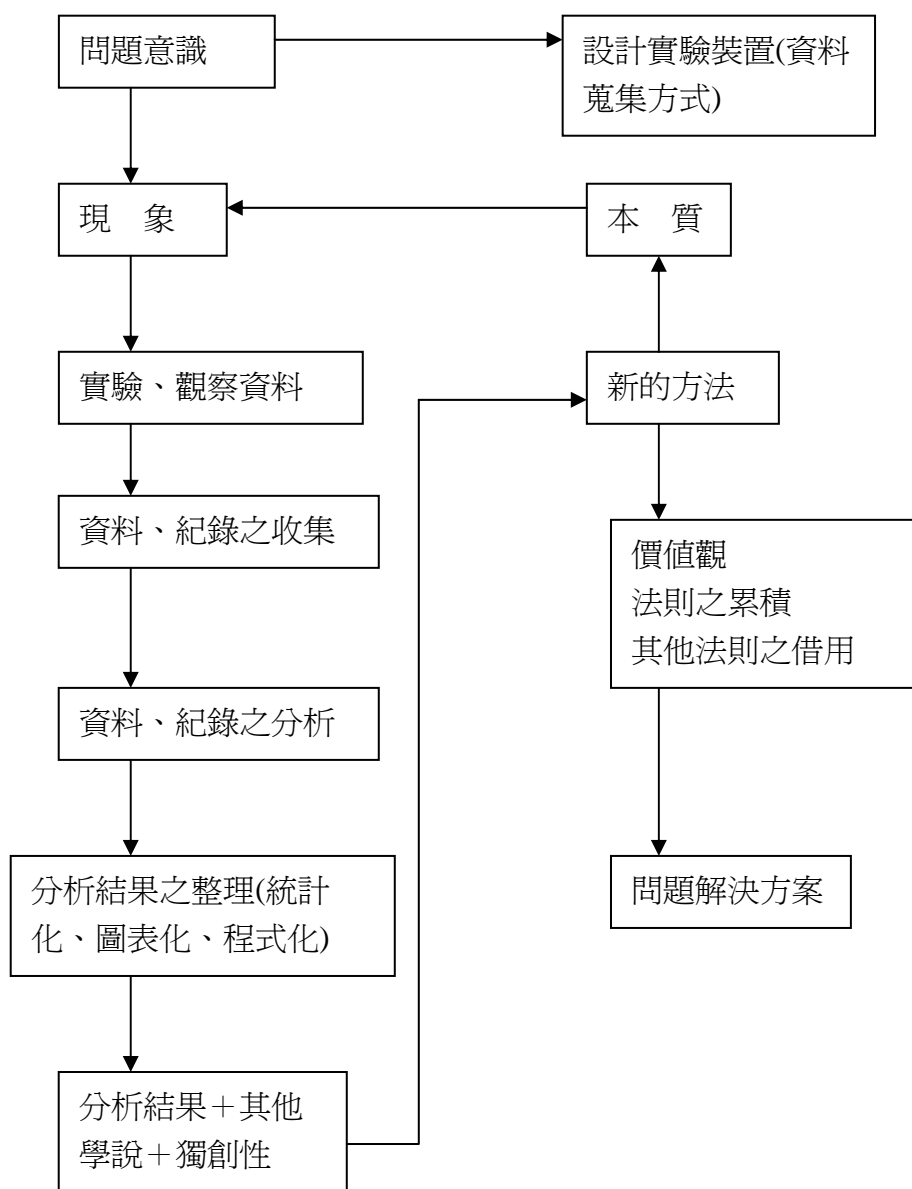 問題意識
設計實驗裝置(資料
蒐集方式)
現　象
本　質
實驗、觀察資料
新的方法
資料、紀錄之收集
價值觀
法則之累積
其他法則之借用
資料、紀錄之分析
分析結果之整理(統計
化、圖表化、程式化)
問題解決方案
分析結果＋其他
學說＋獨創性